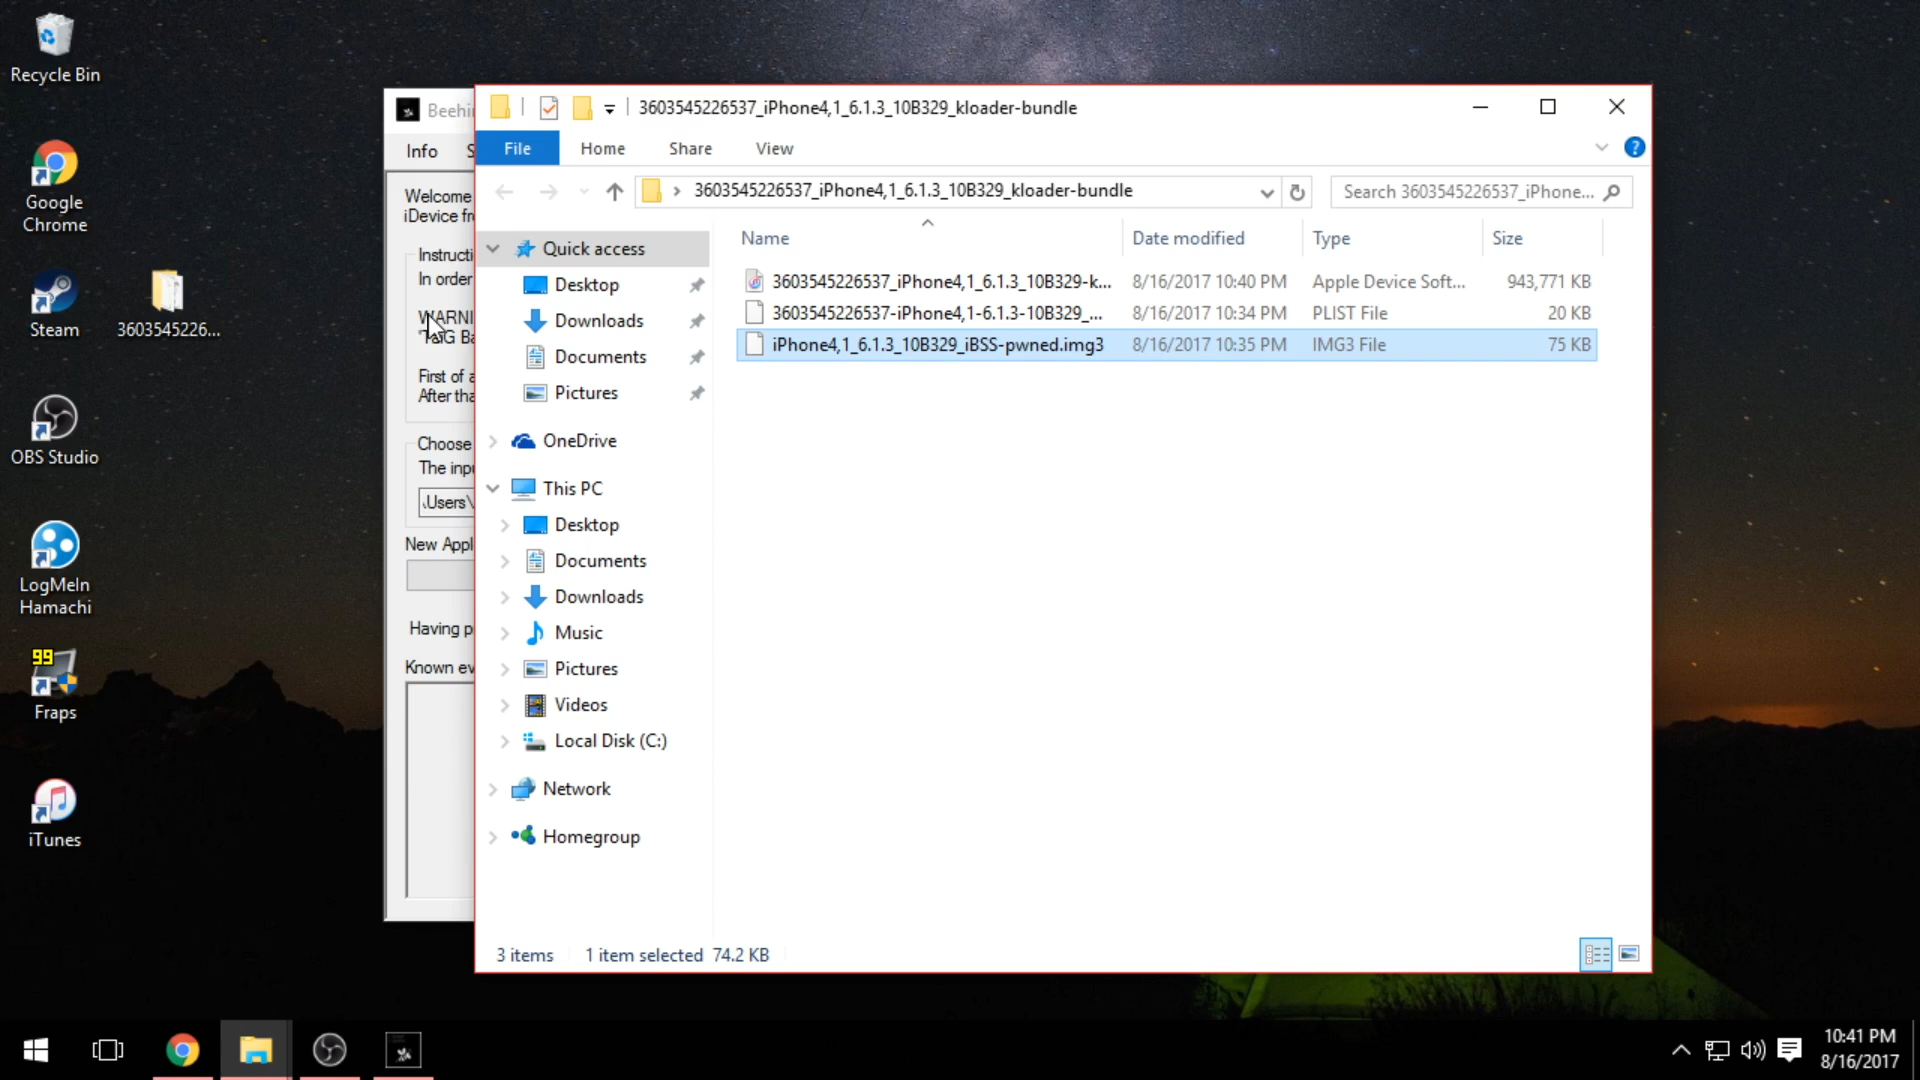 Recycle Bin
Google
Chrome
Steam
3603545226...
OBS Studio
LogMeIn
Hamachi
99
Fraps
iTunes
Info
Welcome
iDevice
In order
First of a
Choose
The inpu
\Users\
New Appl
Having p
Known ev
3603545226537_iPhone4,1_6.1.3_10B329_kloader-bundle
File Home Share View
?
3603545226537_iPhone4,1_6.1.3_10B329_kloader-bundle
Search 3603545226537_iPhone...
Quick access
Desktop
Downloads
Documents
Pictures
OneDrive
This PC
Desktop
Documents
Downloads
Music
Pictures
Videos
Local Disk (C:)
Network
Homegroup
Name Date modified Type Size
3603545226537_iPhone4,1_6.1.3_10B329-k... 8/16/2017 10:40 PM Apple Device Soft... 943,771 KB
3603545226537-iPhone4,1-6.1.3-10B329_... 8/16/2017 10:34 PM PLIST File 20 KB
iPhone4,1_6.1.3_10B329_iBSS-pwned.img3 8/16/2017 10:35 PM IMG3 File 75 KB
3 items 1 item selected 74.2 KB
10:41 PM
8/16/2017